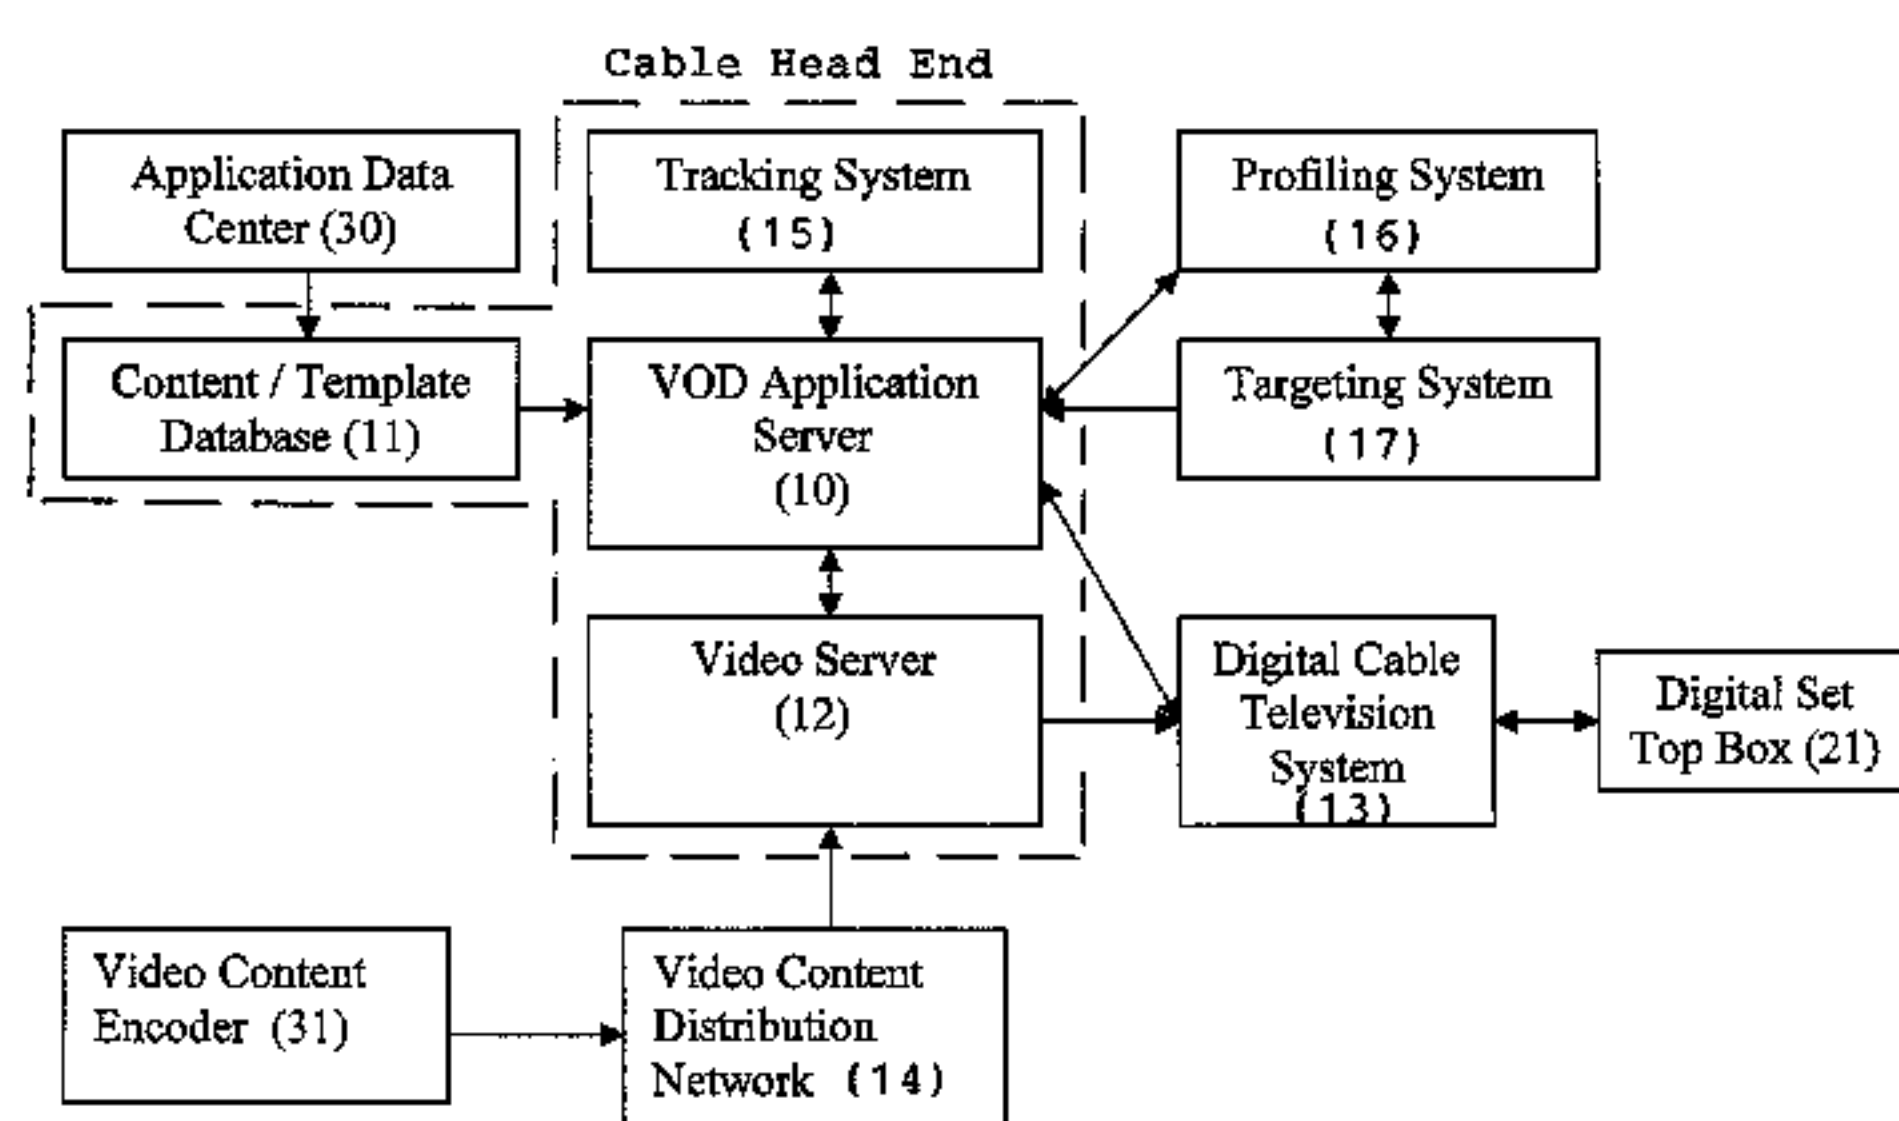 Cable Head End
Application Data
Center (30)
Tracking System
(15)
Profiling System
(16)
Content / Template
Database (11)
VOD Application
Server
(10)
Targeting System
(17)
Video Server
(12)
Digital Cable
Television
System
(13)
Digital Set
Top Box (21)
Video Content
Encoder (31)
Video Content
Distribution
Network (14)